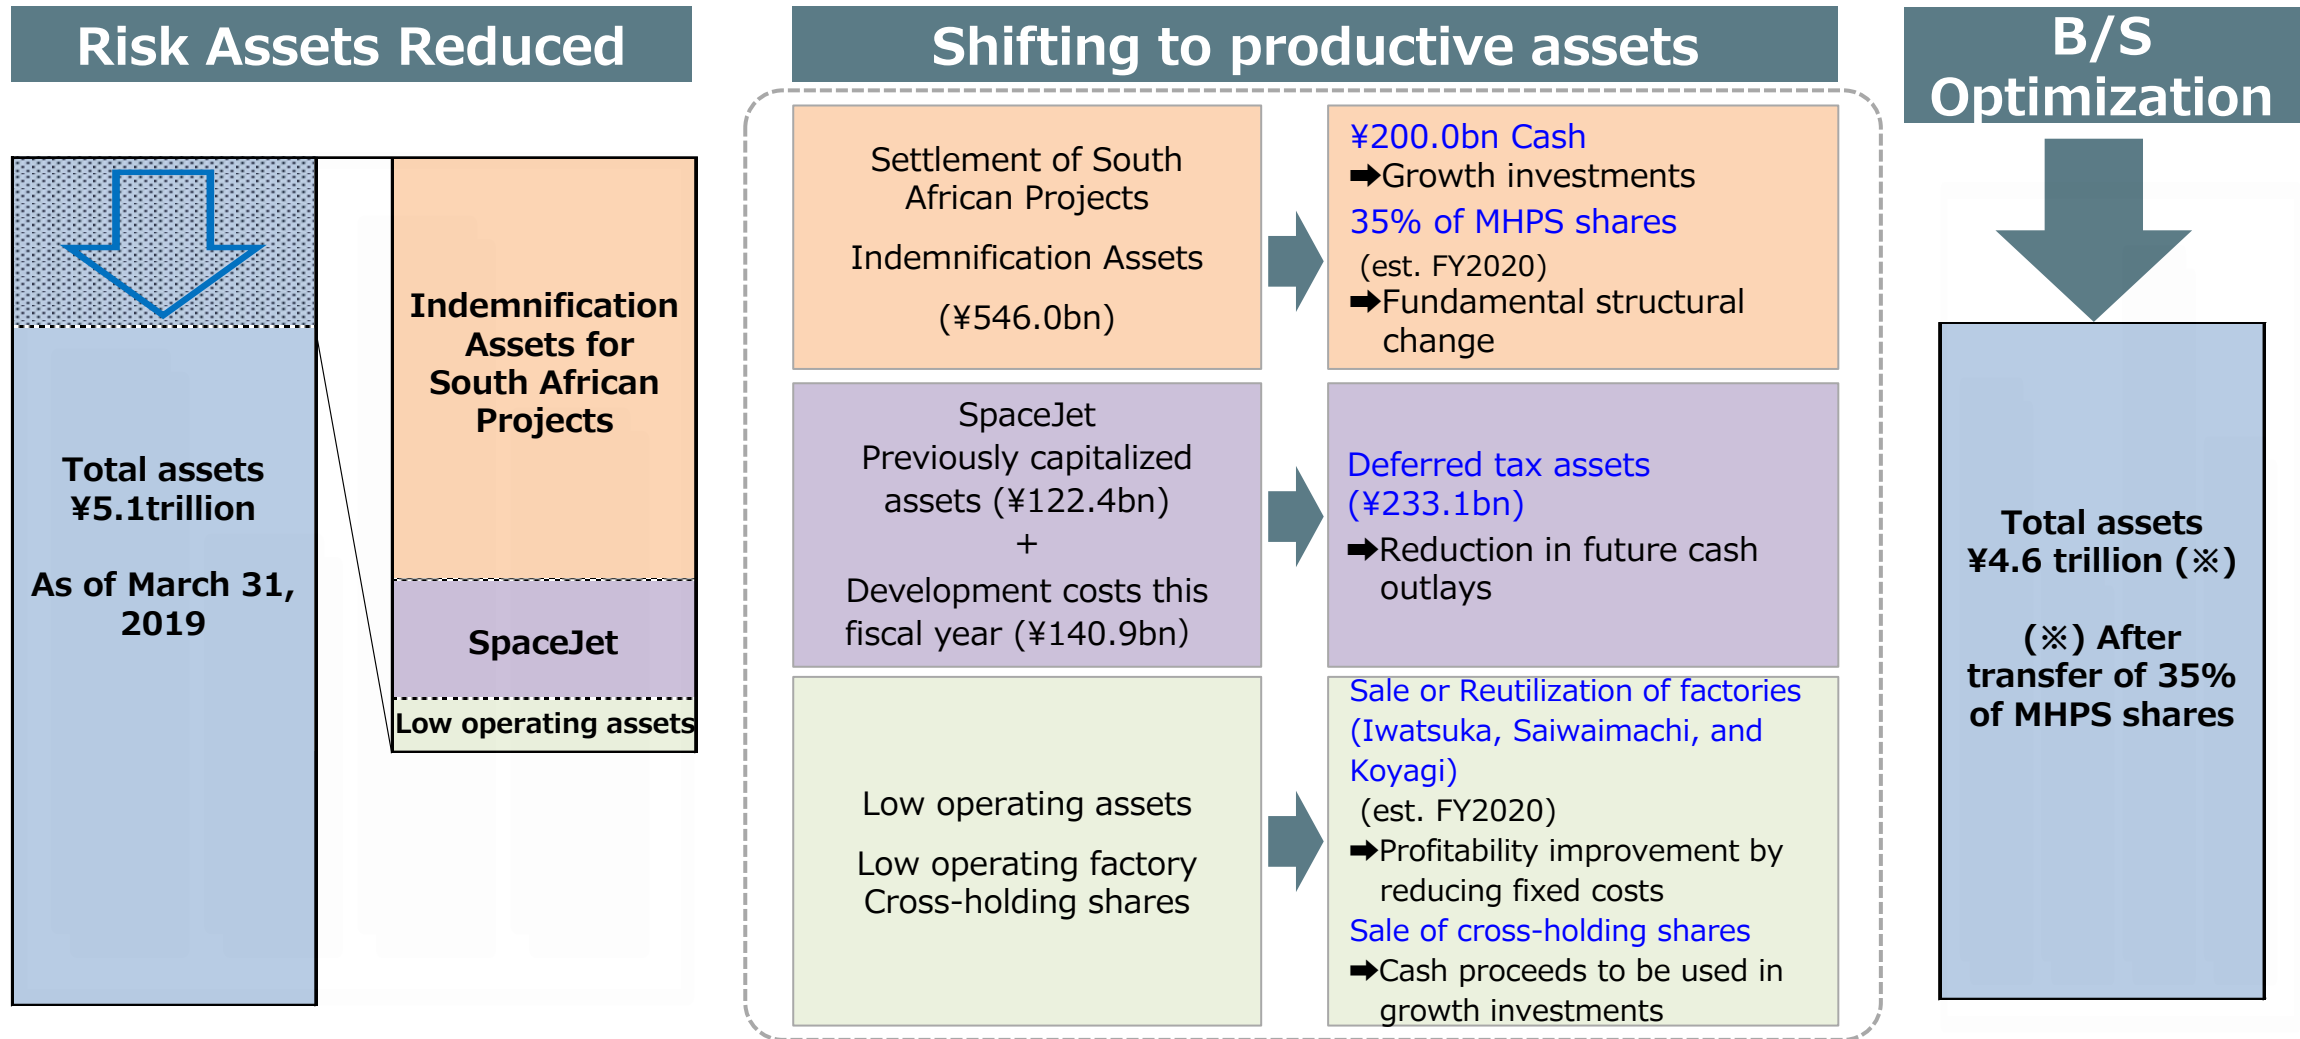 Risk Assets Reduced
Total assets
¥5.1trillion
As of March 31,
2019
Indemnification
Assets for
South African
Projects
SpaceJet
Low operating assets
Shifting to productive assets
Settlement of South
African Projects
Indemnification Assets
(¥546.0bn)
¥200.0bn Cash
➡Growth investments
35% of MHPS shares
(est. FY2020)
➡Fundamental structural
change
SpaceJet
Previously capitalized
assets (¥122.4bn)
+
Development costs this
fiscal year (¥140.9bn)
Deferred tax assets
(¥233.1bn)
➡Reduction in future cash
outlays
Low operating assets
Low operating factory
Cross-holding shares
Sale or Reutilization of factories
(Iwatsuka, Saiwaimachi, and
Koyagi)
(est. FY2020)
➡Profitability improvement by
reducing fixed costs
Sale of cross-holding shares
➡Cash proceeds to be used in
growth investments
B/S
Optimization
Total assets
¥4.6 trillion (※)
(※) After
transfer of 35%
of MHPS shares